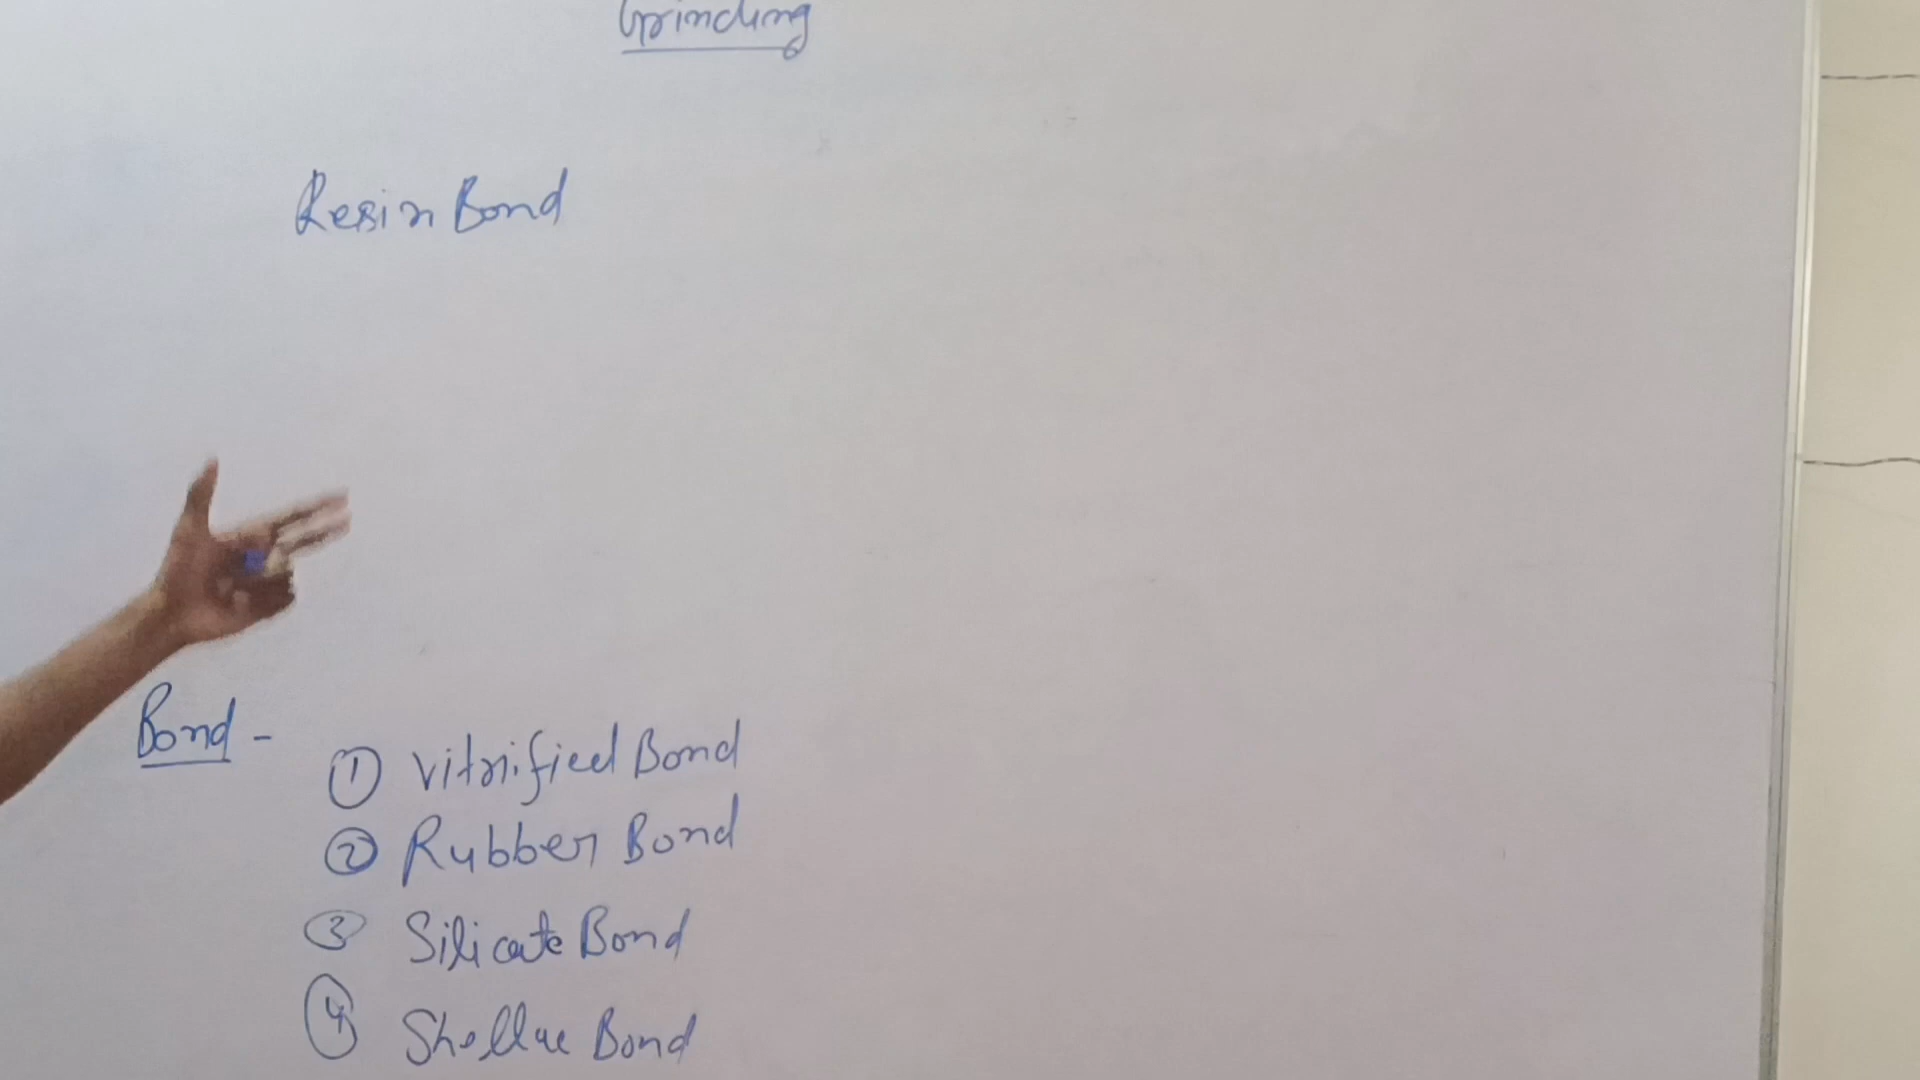 Grinding
Resin Bond
Bond -
① Vitrified Bond
② Rubber Bond
③ Silicate Bond
④ Shellac Bond